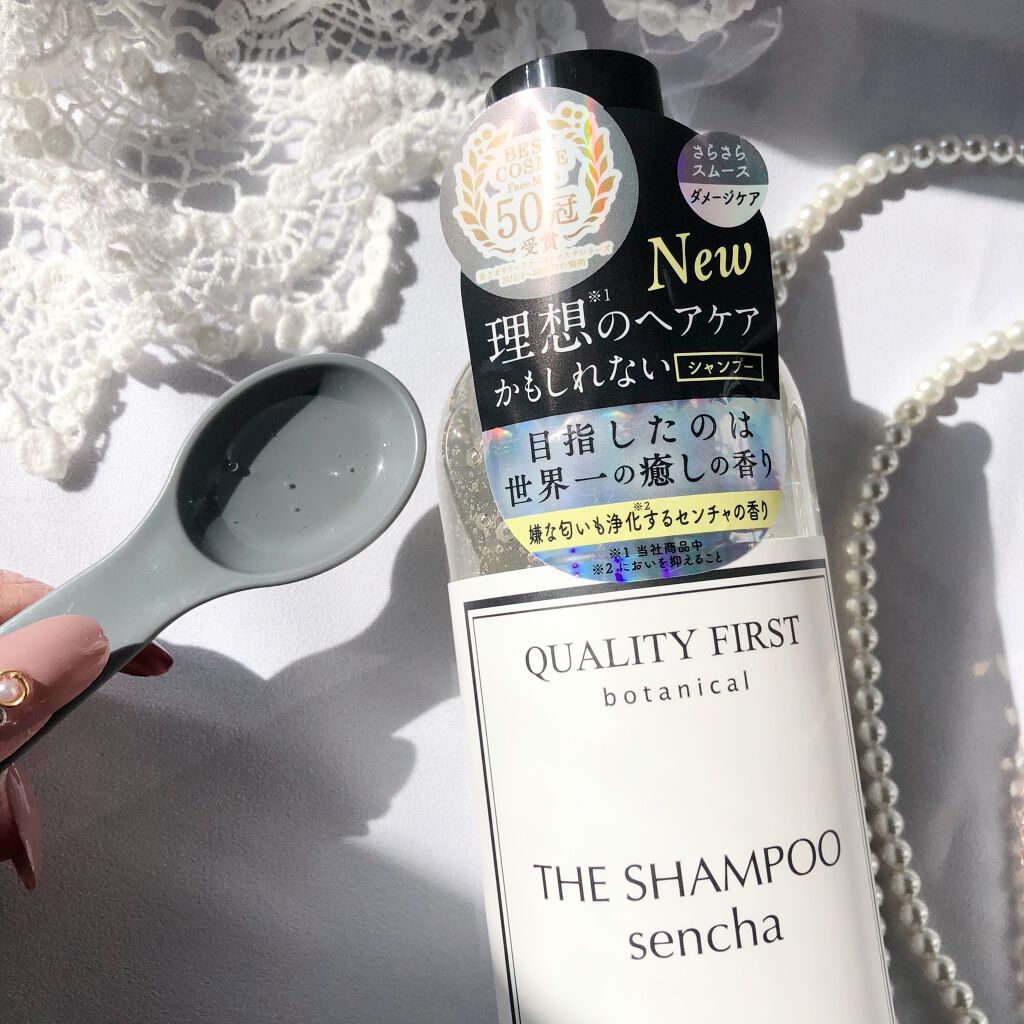 BEST
COSME
Face Mask
50冠
受賞
さらさら
スムース
ダメージケア
New
理想※1のヘアケア
かもしれない シャンプー
目指したのは
世界一の癒しの香り
嫌な匂いも浄化※2するセンチャの香り
※1 当社商品中
※2 においを抑えること
QUALITY FIRST
botanical
THE SHAMPOO
sencha